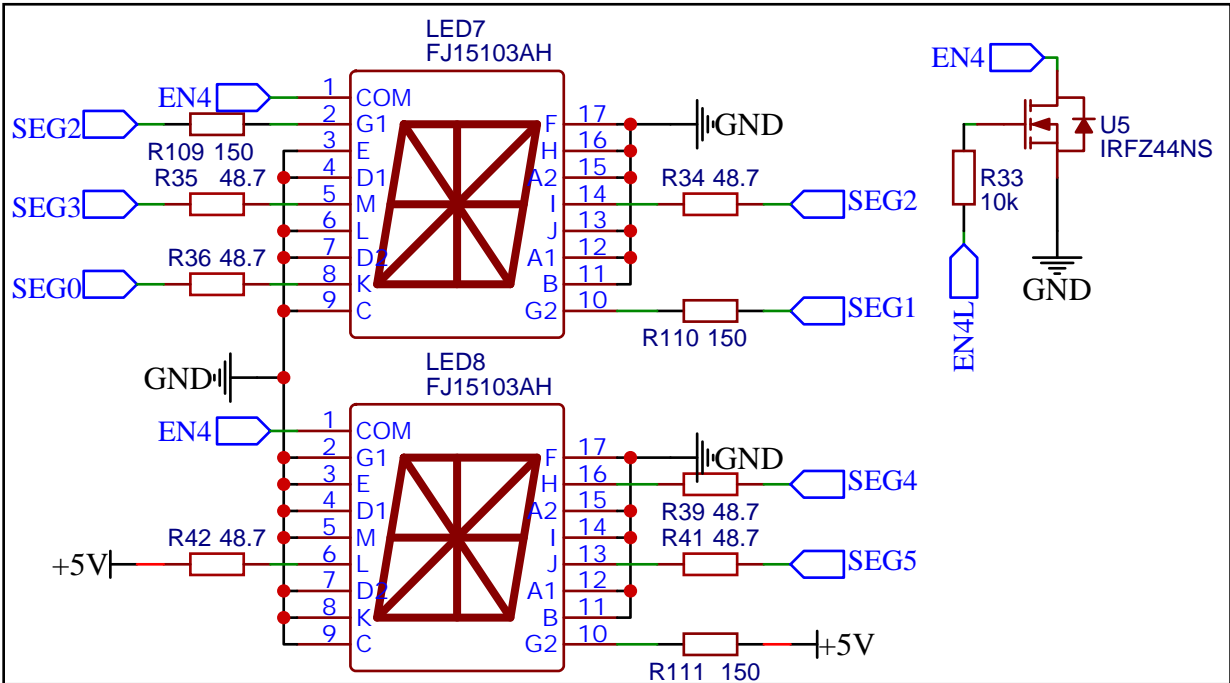 LED7
FJ15103AH
EN4
SEG2
R109 150
R35 48.7
SEG3
R36 48.7
SEG0
1 COM
2 G1
3 E
4 D1
5 M
6 L
7 D2
8 K
9 C
F 17
H 16
A2 15
I 14
J 13
A1 12
B 11
G2 10
GND
R34 48.7
SEG2
SEG1
R110 150
EN4
U5
IRFZ44NS
R33
10k
EN4L
GND
GND
LED8
FJ15103AH
EN4
R42 48.7
+5V
1 COM
2 G1
3 E
4 D1
5 M
6 L
7 D2
8 K
9 C
F 17
H 16
A2 15
I 14
J 13
A1 12
B 11
G2 10
GND
SEG4
R39 48.7
R41 48.7
SEG5
+5V
R111 150